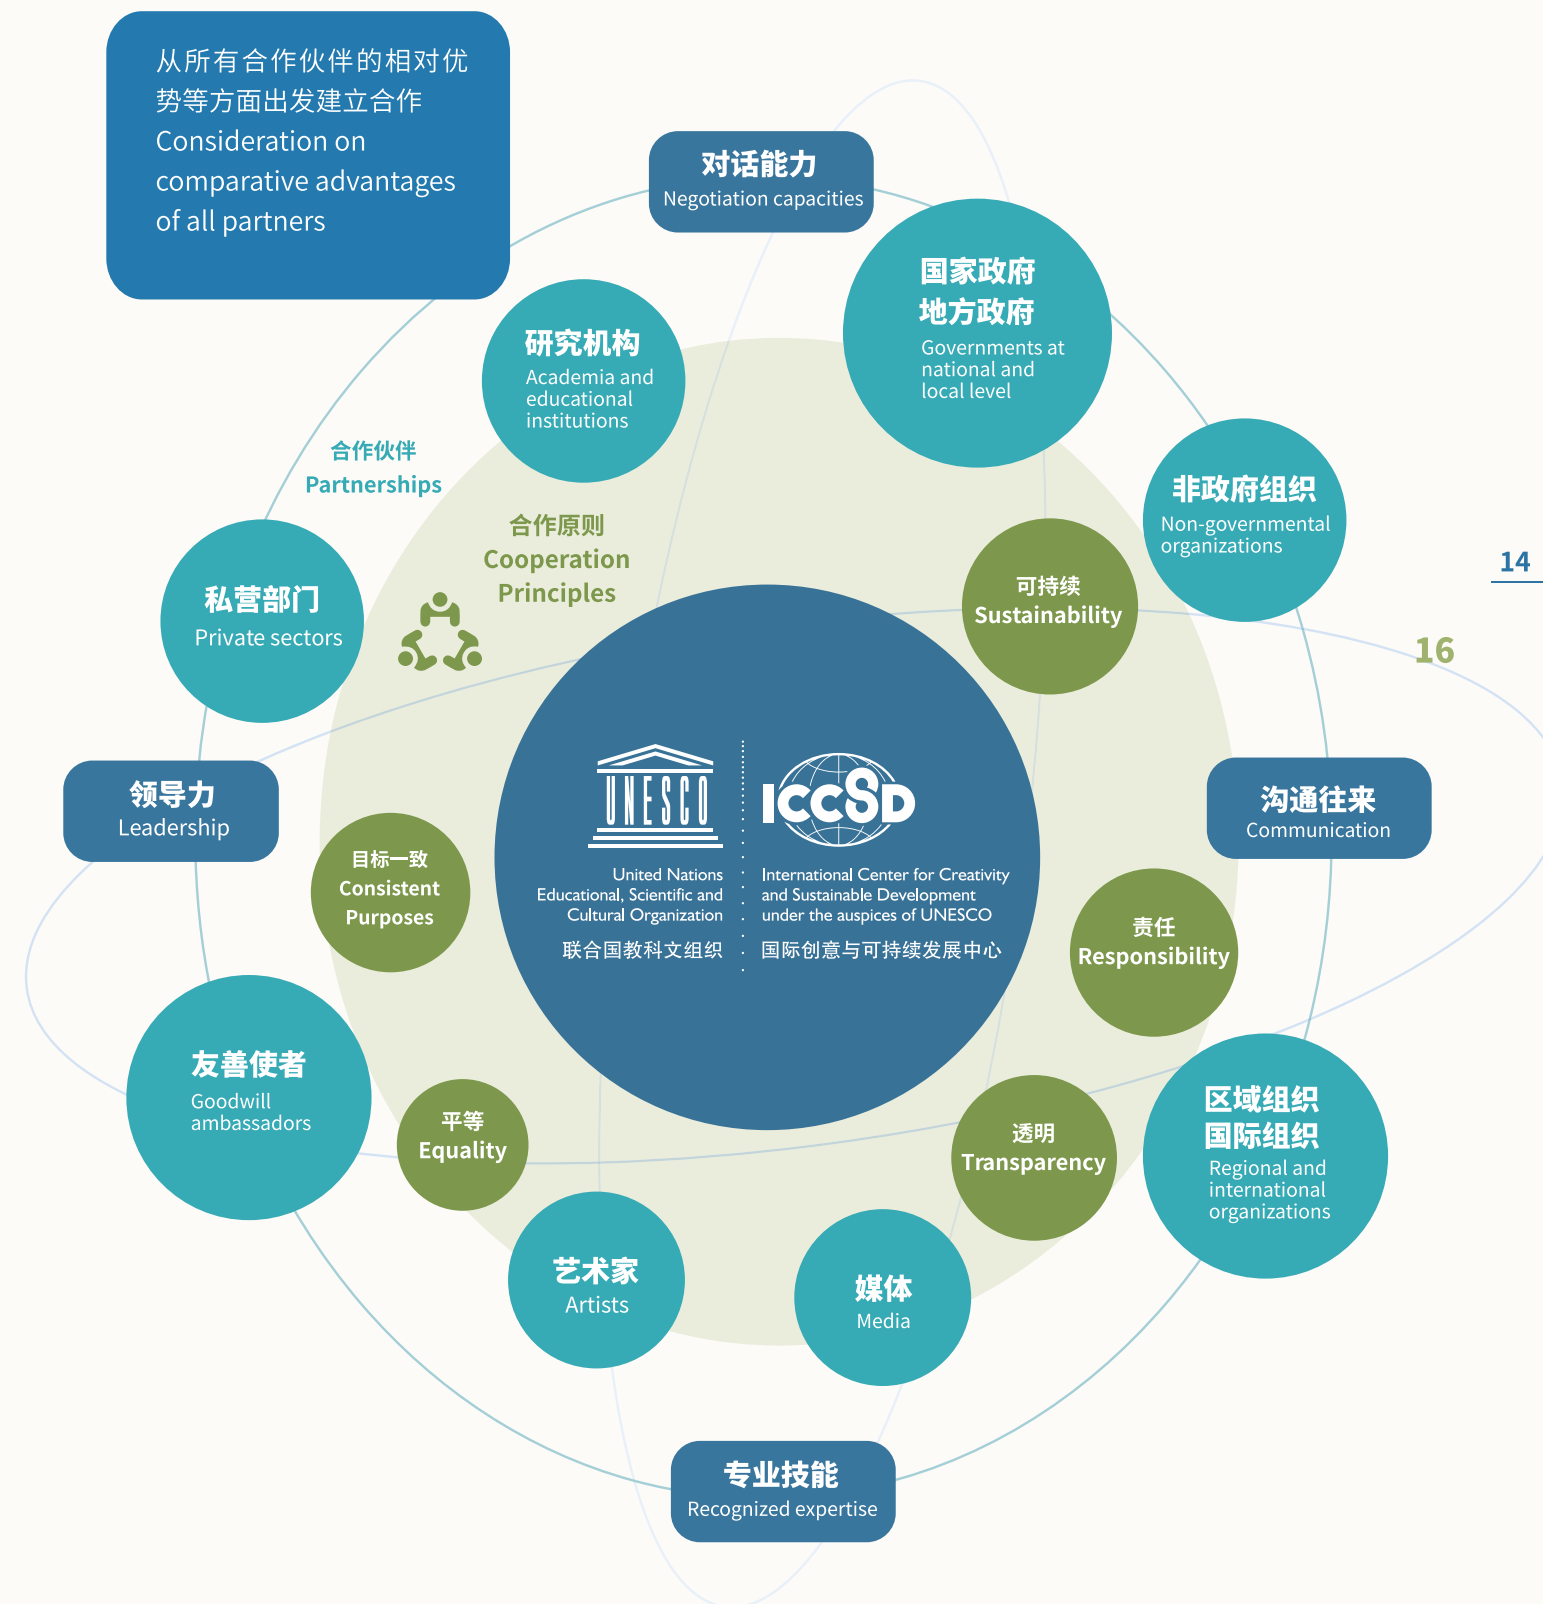 从所有合作伙伴的相对优
势等方面出发建立合作
Consideration on
comparative advantages
of all partners
对话能力
Negotiation capacities
国家政府
地方政府
Governments at
national and
local level
研究机构
Academia and
educational
institutions
合作伙伴
Partnerships
非政府组织
Non-governmental
organizations
合作原则
Cooperation
Principles
14
可持续
Sustainability
私营部门
Private sectors
16
领导力
Leadership
沟通往来
Communication
UNESCO
United Nations
Educational, Scientific and
Cultural Organization
联合国教科文组织
ICCSD
International Center for Creativity
and Sustainable Development
under the auspices of UNESCO
国际创意与可持续发展中心
目标一致
Consistent
Purposes
责任
Responsibility
友善使者
Goodwill
ambassadors
平等
Equality
透明
Transparency
区域组织
国际组织
Regional and
international
organizations
艺术家
Artists
媒体
Media
专业技能
Recognized expertise